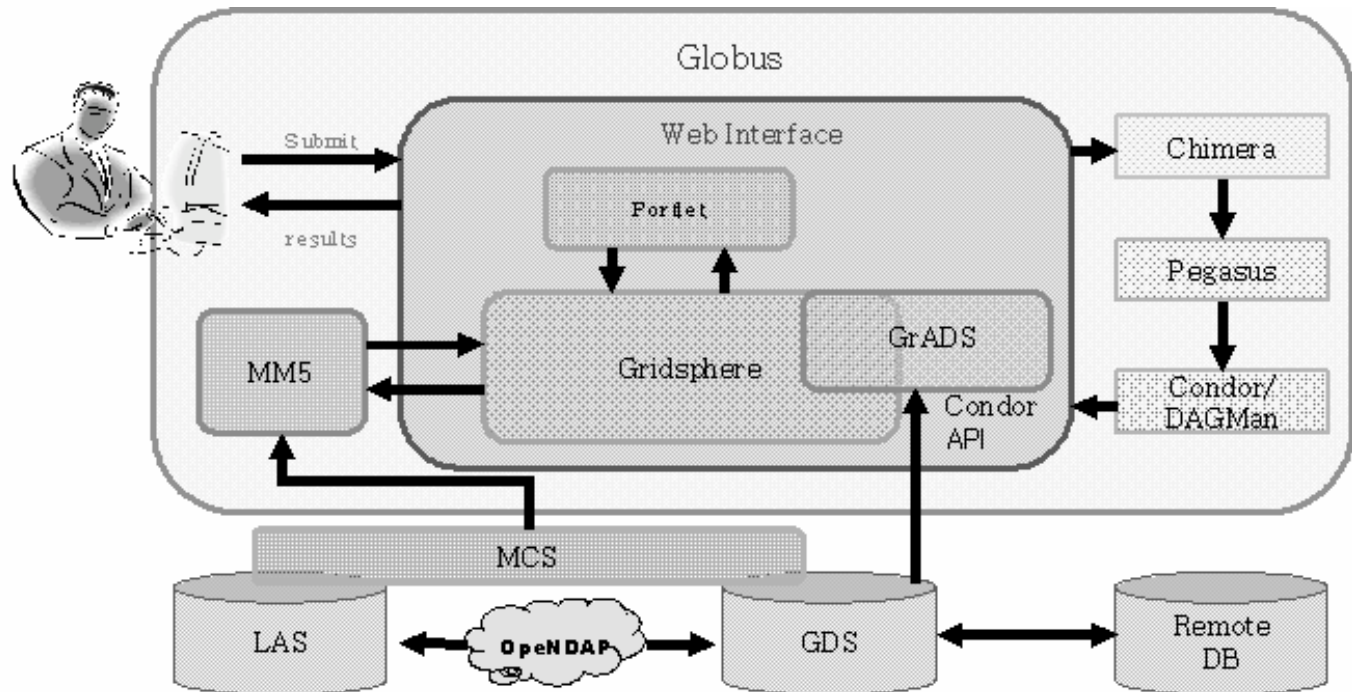 Globus
Web Interface
Submit
Chimera
Portlet
results
Pegasus
MM5
Gridsphere
GrADS
Condor
API
Condor/
DAGMan
MCS
LAS
OpeNDAP
GDS
Remote
DB